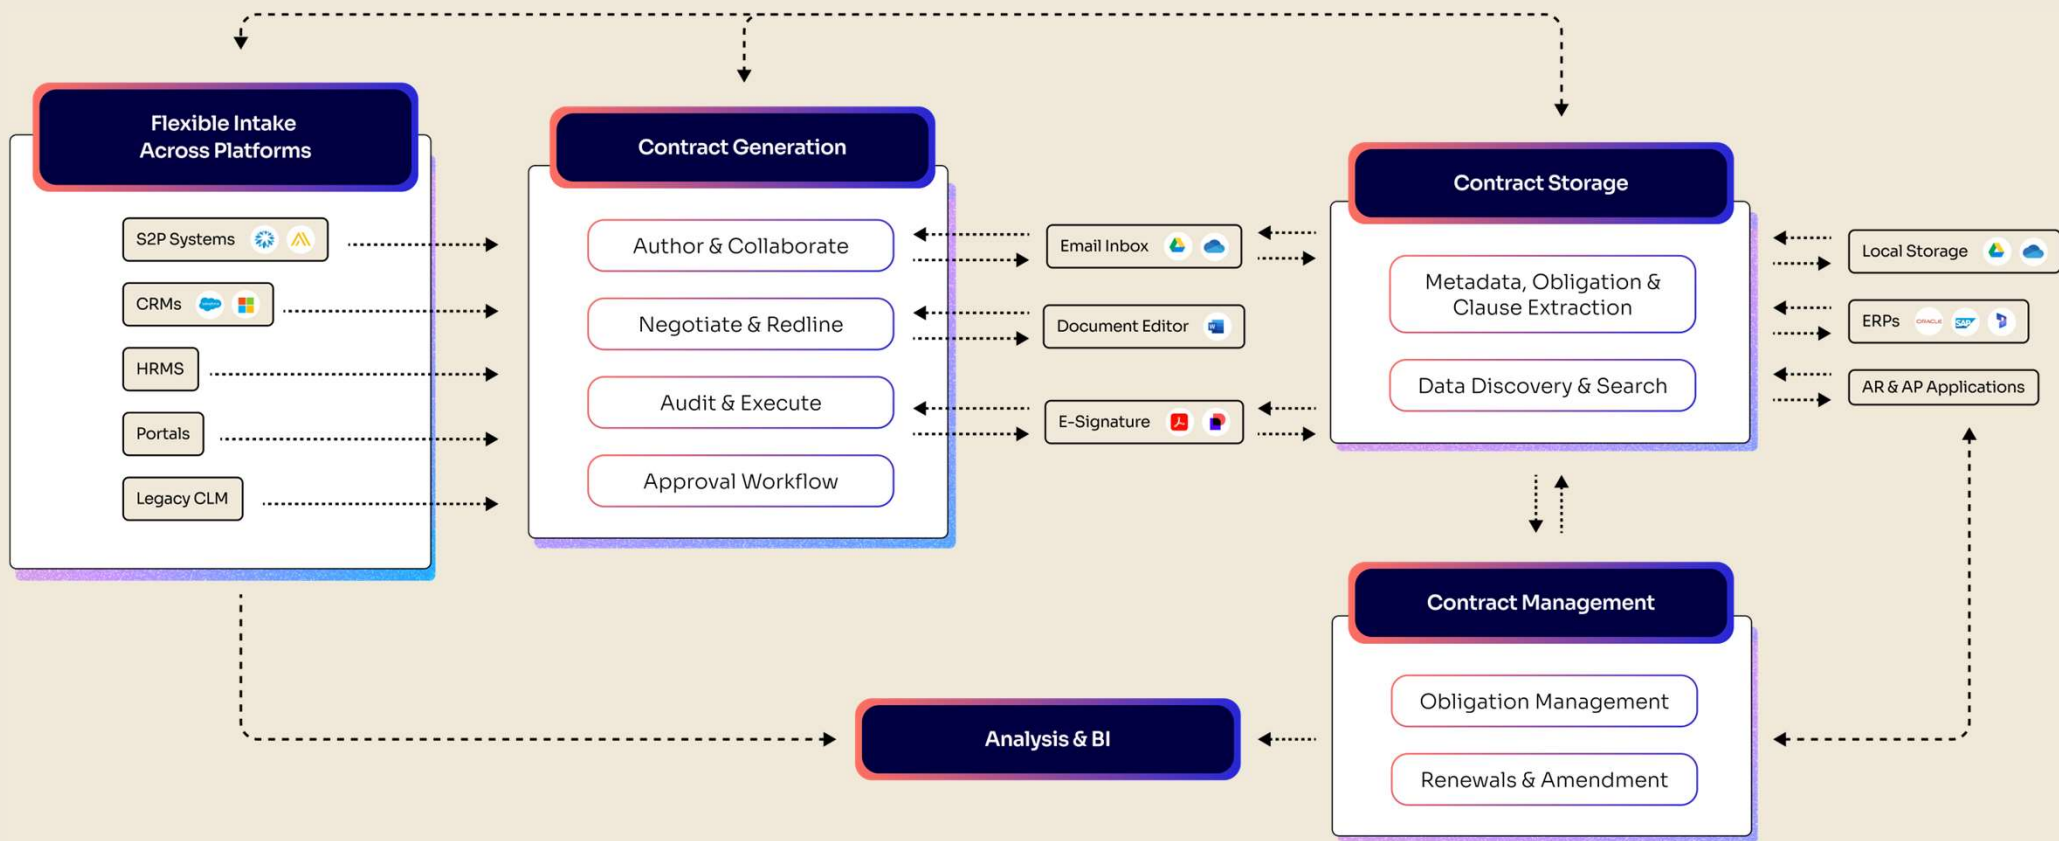 Flexible Intake
Across Platforms
S2P Systems
CRMs
HRMS
Portals
Legacy CLM
Contract Generation
Author & Collaborate
Negotiate & Redline
Audit & Execute
Approval Workflow
Email Inbox
Document Editor
W
E-Signature
Contract Storage
Metadata, Obligation &
Clause Extraction
Data Discovery & Search
Local Storage
ERPs
ORACLE
SAP
AR & AP Applications
Contract Management
Obligation Management
Renewals & Amendment
Analysis & BI